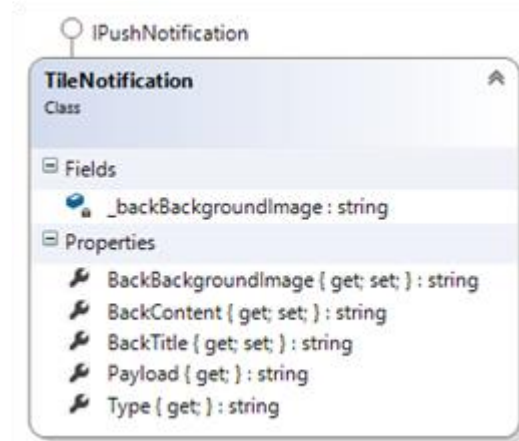 IPushNotification
TileNotification
Class
Fields
_backBackgroundImage : string
Properties
BackBackgroundImage { get; set; } : string
BackContent { get; set; } : string
BackTitle { get; set; } : string
Payload { get; } : string
Type { get; } : string